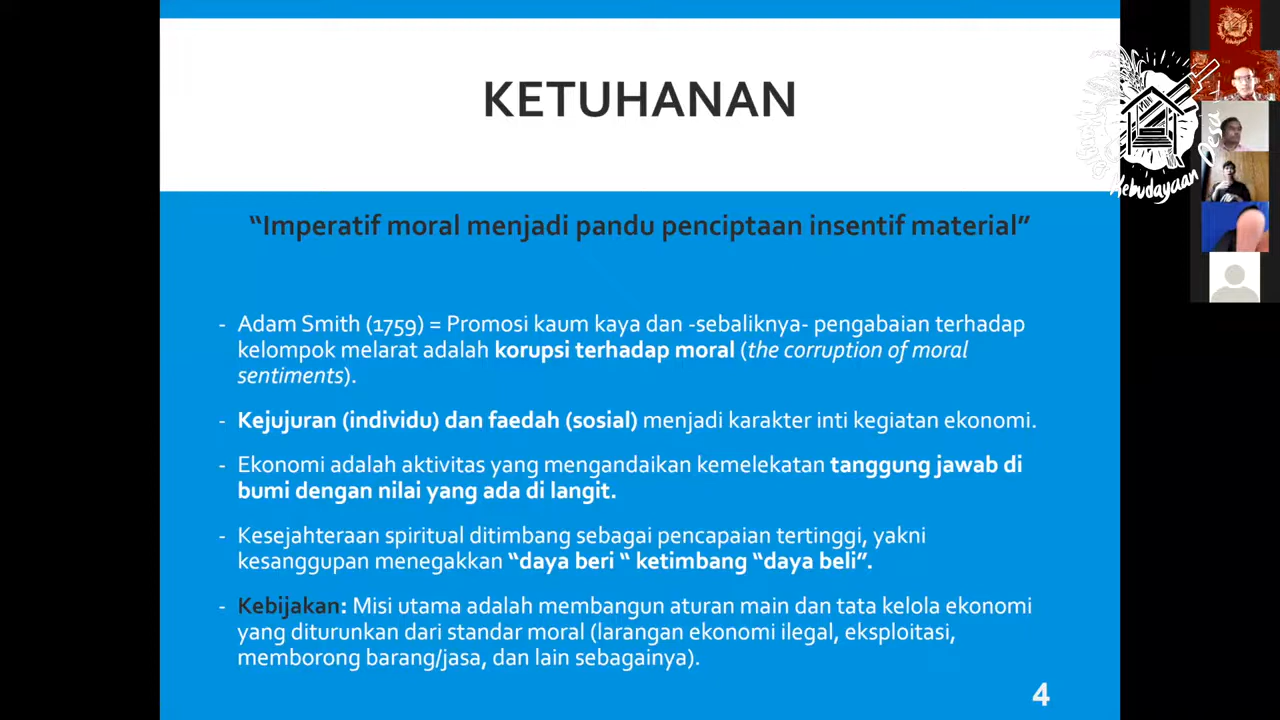 KETUHANAN
“Imperatif moral menjadi pandu penciptaan insentif material”
- Adam Smith (1759) = Promosi kaum kaya dan -sebaliknya- pengabaian terhadap
kelompok melarat adalah korupsi terhadap moral (the corruption of moral
sentiments).
- Kejujuran (individu) dan faedah (sosial) menjadi karakter inti kegiatan ekonomi.
- Ekonomi adalah aktivitas yang mengandaikan kemelekatan tanggung jawab di
bumi dengan nilai yang ada di langit.
- Kesejahteraan spiritual ditimbang sebagai pencapaian tertinggi, yakni
kesanggupan menegakkan “daya beri “ ketimbang “daya beli”.
- Kebijakan: Misi utama adalah membangun aturan main dan tata kelola ekonomi
yang diturunkan dari standar moral (larangan ekonomi ilegal, eksploitasi,
memborong barang/jasa, dan lain sebagainya).
4
Kebudayaan Desa